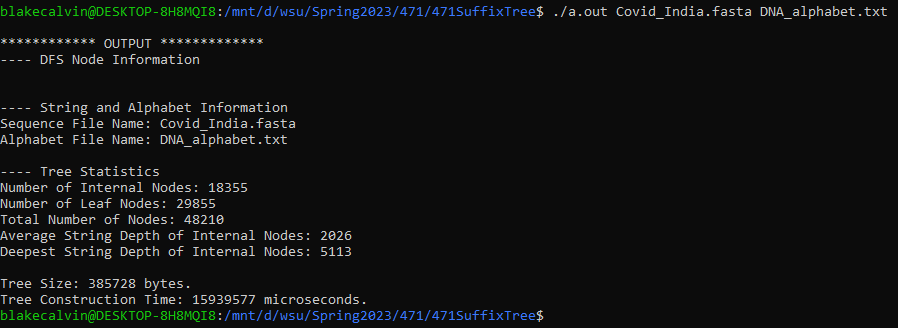 blakecalvin@DESKTOP-8H8MQI8:/mnt/d/wsu/Spring2023/471/471SuffixTree$ ./a.out Covid_India.fasta DNA_alphabet.txt
************ OUTPUT *************
---- DFS Node Information
---- String and Alphabet Information
Sequence File Name: Covid_India.fasta
Alphabet File Name: DNA_alphabet.txt
---- Tree Statistics
Number of Internal Nodes: 18355
Number of Leaf Nodes: 29855
Total Number of Nodes: 48210
Average String Depth of Internal Nodes: 2026
Deepest String Depth of Internal Nodes: 5113
Tree Size: 385728 bytes.
Tree Construction Time: 15939577 microseconds.
blakecalvin@DESKTOP-8H8MQI8:/mnt/d/wsu/Spring2023/471/471SuffixTree$